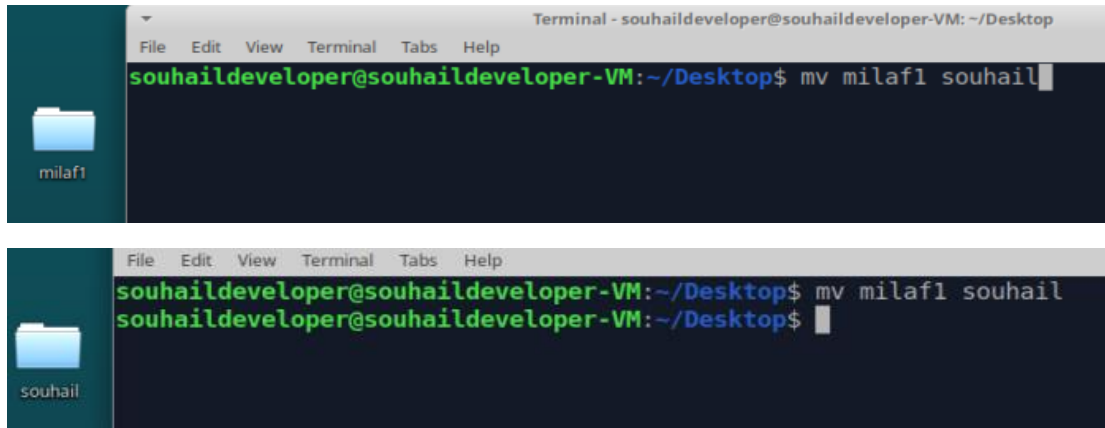 Terminal - souhaildeveloper@souhaildeveloper-VM: ~/Desktop
File Edit View Terminal Tabs Help
souhaildeveloper@souhaildeveloper-VM:~/Desktop$ mv milaf1 souhail
milaf1
File Edit View Terminal Tabs Help
souhaildeveloper@souhaildeveloper-VM:~/Desktop$ mv milaf1 souhail
souhaildeveloper@souhaildeveloper-VM:~/Desktop$
souhail